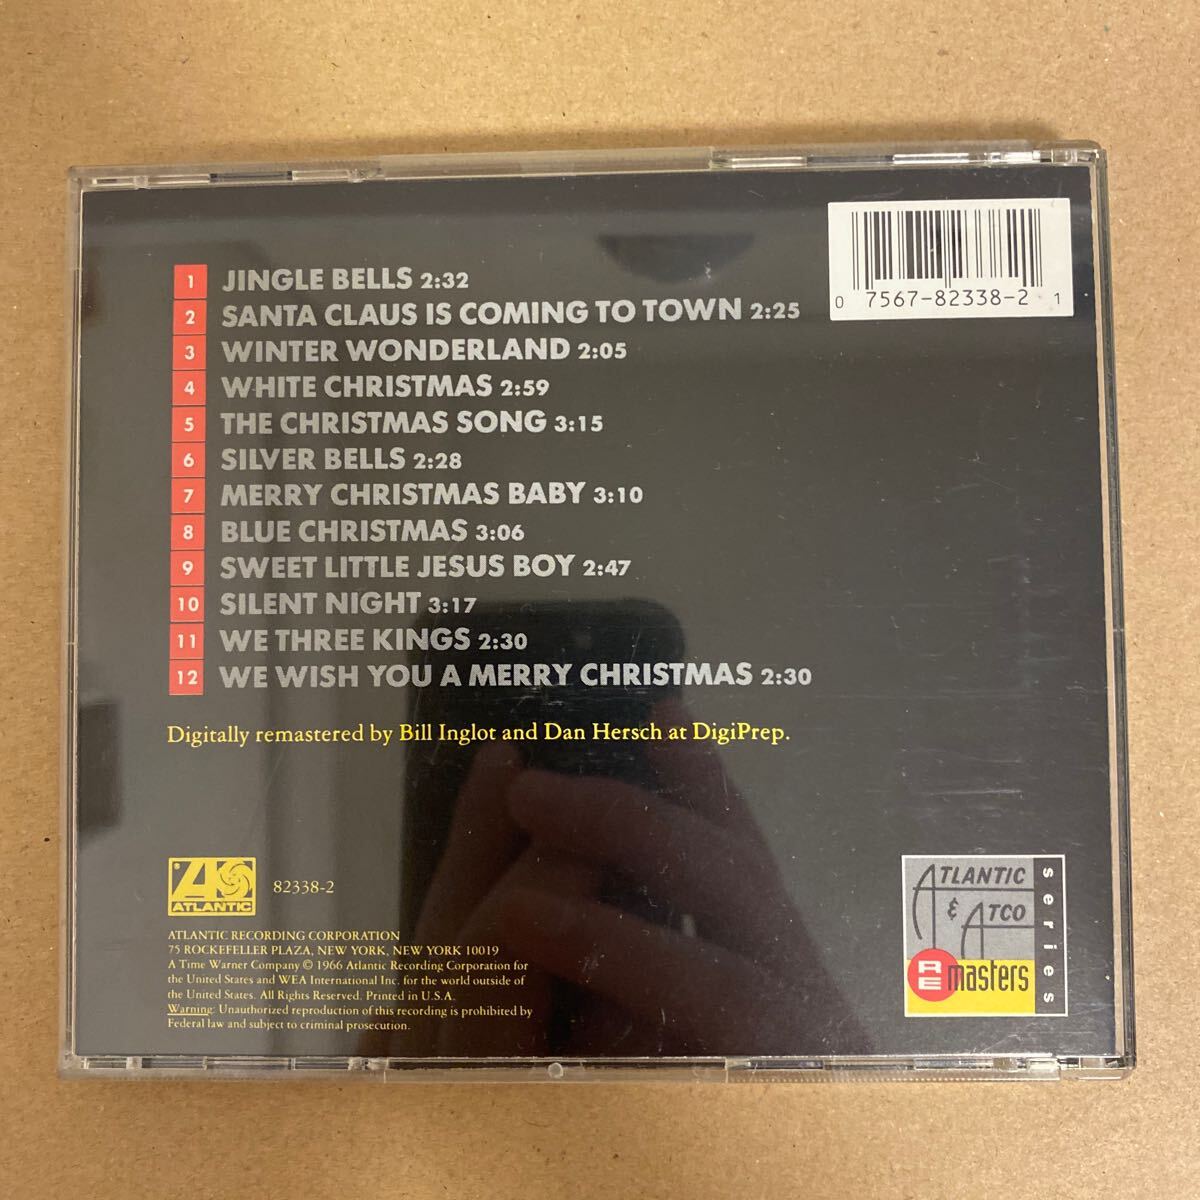 0 7567-82338-2 1
1 JINGLE BELLS 2:32
2 SANTA CLAUS IS COMING TO TOWN 2:25
3 WINTER WONDERLAND 2:05
4 WHITE CHRISTMAS 2:59
5 THE CHRISTMAS SONG 3:15
6 SILVER BELLS 2:28
7 MERRY CHRISTMAS BABY 3:10
8 BLUE CHRISTMAS 3:06
9 SWEET LITTLE JESUS BOY 2:47
10 SILENT NIGHT 3:17
11 WE THREE KINGS 2:30
12 WE WISH YOU A MERRY CHRISTMAS 2:30
Digitally remastered by Bill Inglot and Dan Hersch at DigiPrep.
®
ATLANTIC
82338-2
ATLANTIC RECORDING CORPORATION
75 ROCKEFELLER PLAZA, NEW YORK, NEW YORK 10019
A Time Warner Company © 1966 Atlantic Recording Corporation for
the United States and WEA International Inc. for the world outside of
the United States. All Rights Reserved. Printed in U.S.A.
Warning: Unauthorized reproduction of this recording is prohibited by
Federal law and subject to criminal prosecution.
ATLANTIC
& ATCO
RE masters
series